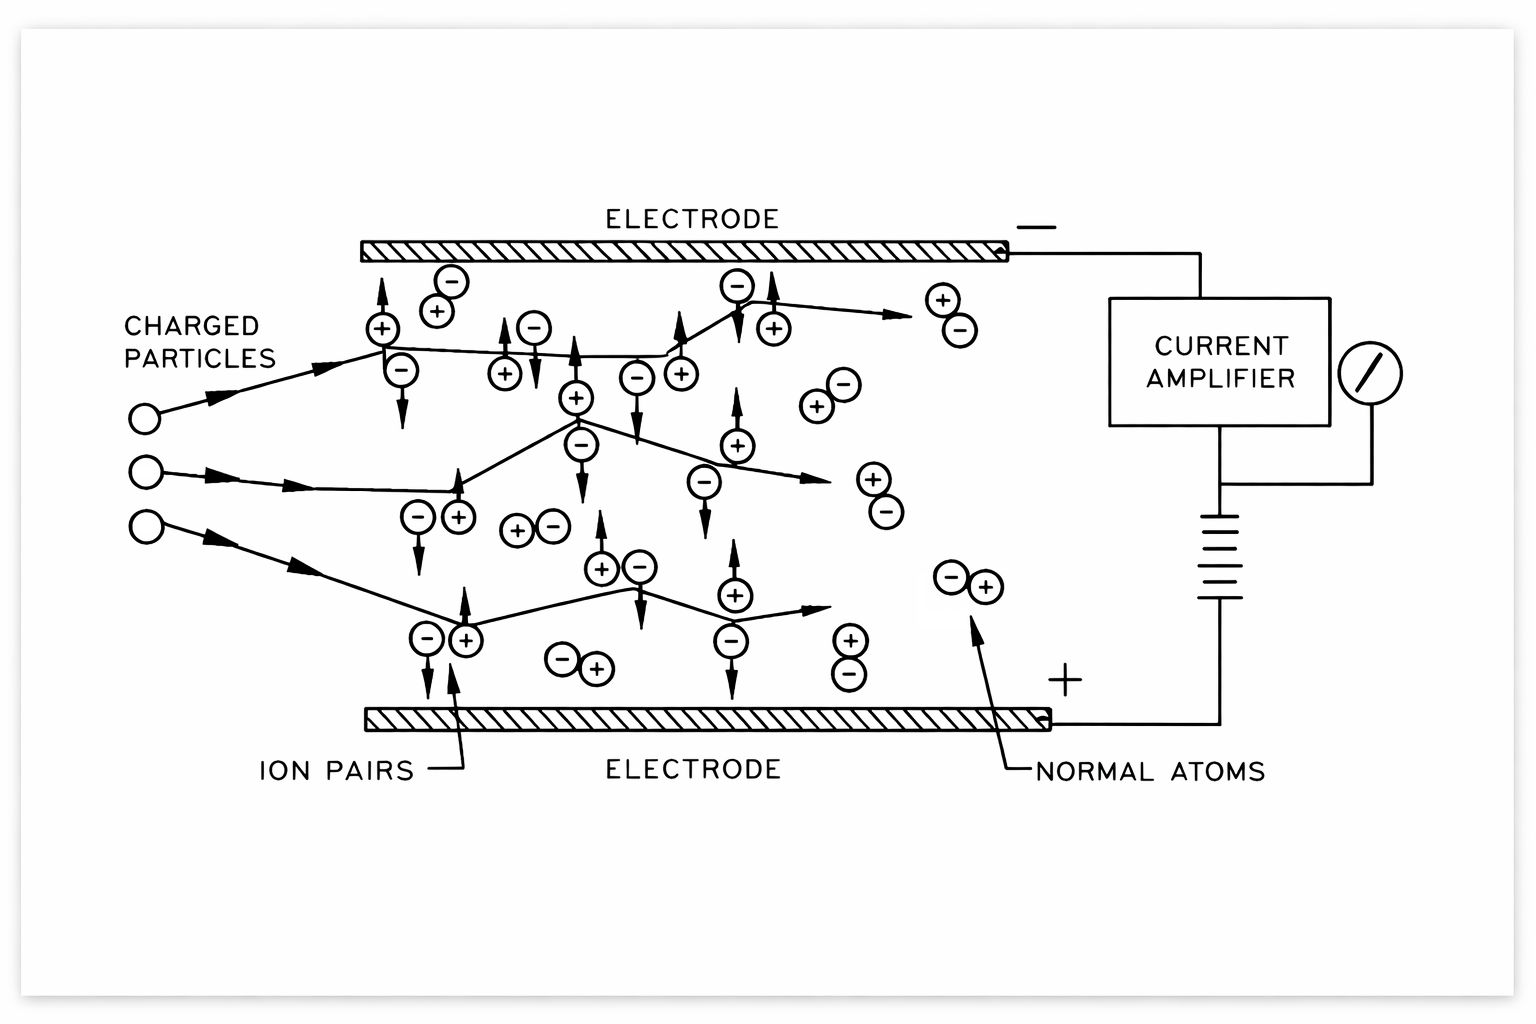 ELECTRODE
CHARGED
PARTICLES
CURRENT
AMPLIFIER
ION PAIRS
ELECTRODE
NORMAL ATOMS